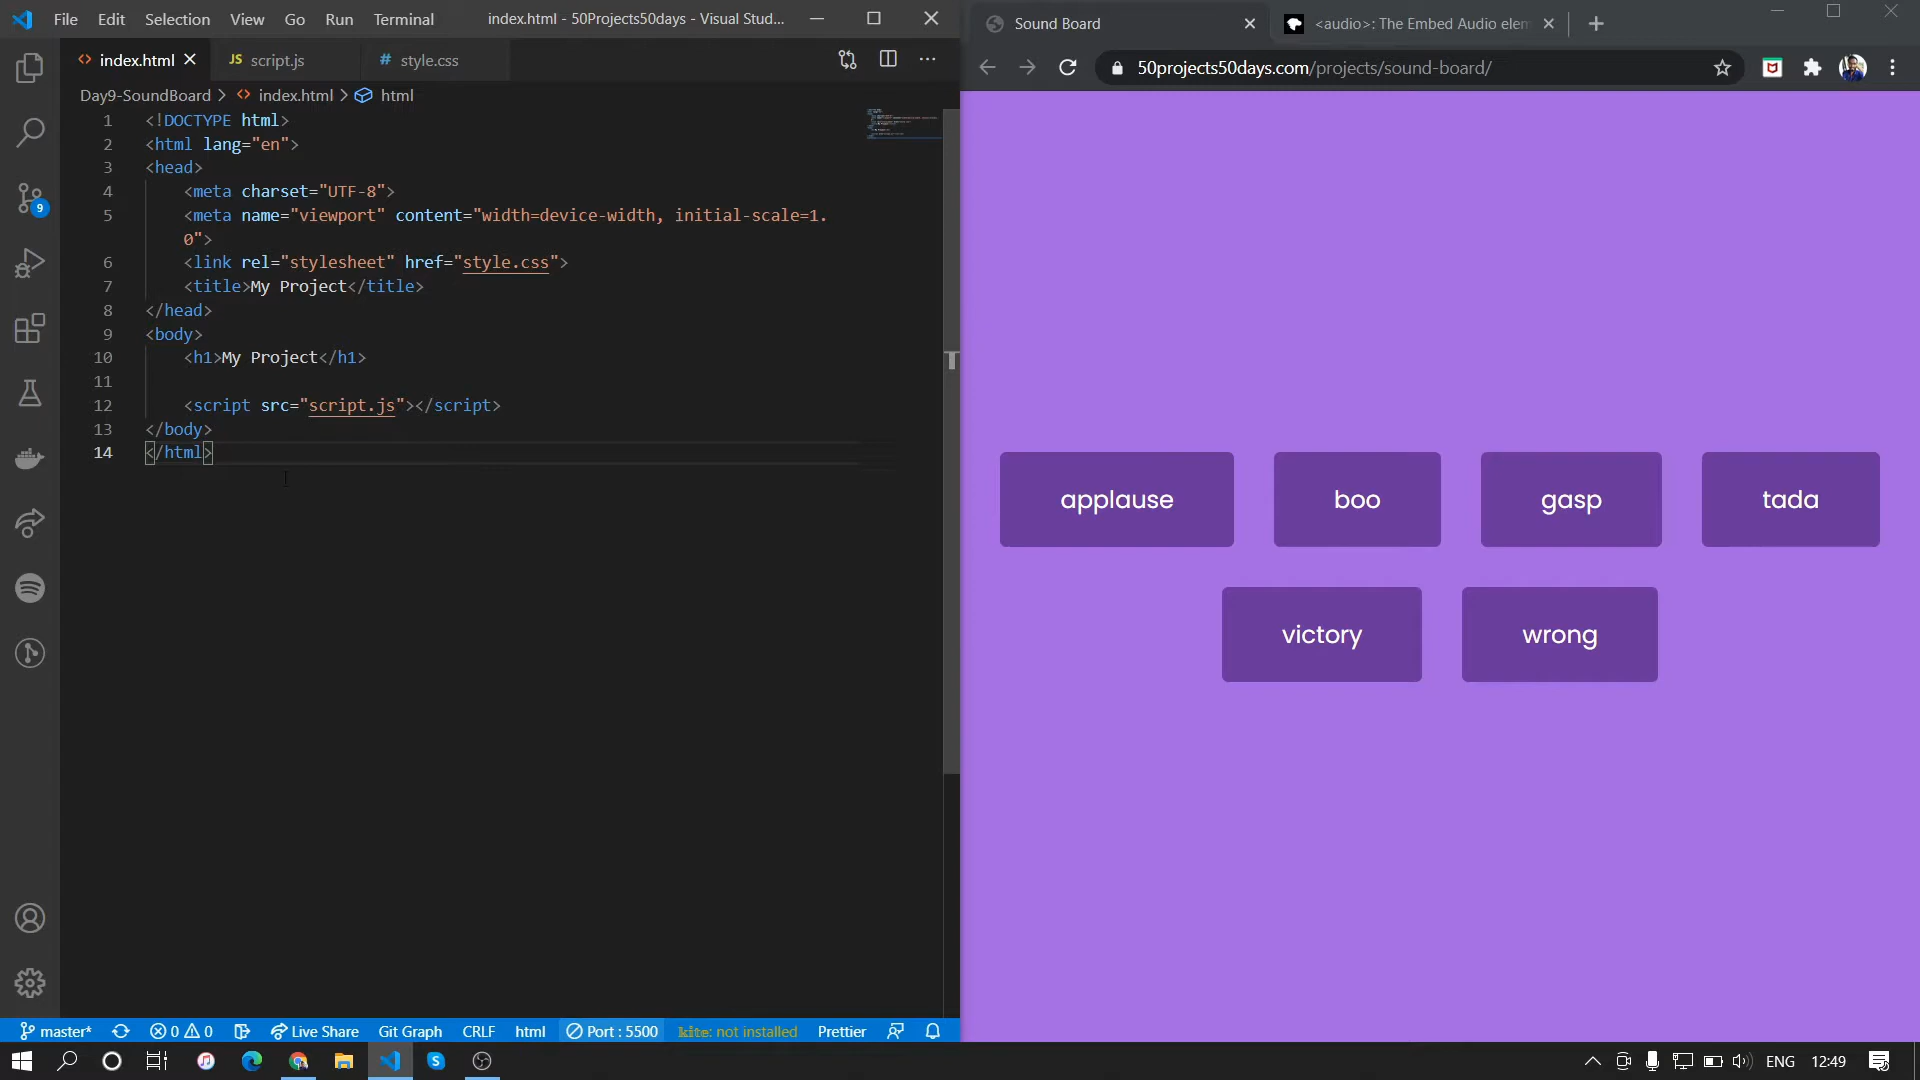 File Edit Selection View Go Run Terminal index.html - 50Projects50days - Visual Stud...
index.html
JS script.js
# style.css
Day9-SoundBoard > index.html > html
1 <!DOCTYPE html>
2 <html lang="en">
3 <head>
4 <meta charset="UTF-8">
5 <meta name="viewport" content="width=device-width, initial-scale=1.
0">
6 <link rel="stylesheet" href="style.css">
7 <title>My Project</title>
8 </head>
9 <body>
10 <h1>My Project</h1>
11
12 <script src="script.js"></script>
13 </body>
14 </html>
9
master* 0 0 Live Share Git Graph CRLF html Port : 5500 kite: not installed Prettier
Sound Board
<audio>: The Embed Audio elem
50projects50days.com/projects/sound-board/
applause
boo
gasp
tada
victory
wrong
ENG 12:49